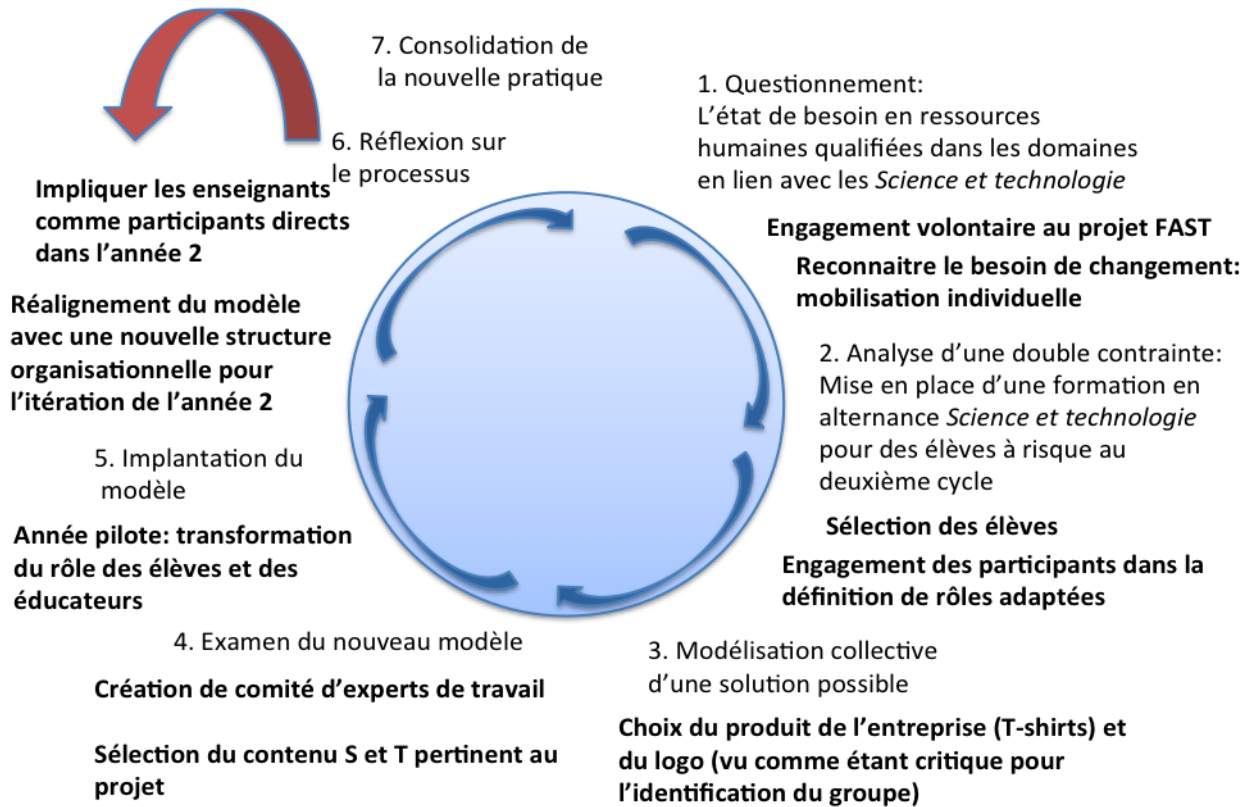 7. Consolidation de
la nouvelle pratique
1. Questionnement:
L'état de besoin en ressources
humaines qualifiées dans les domaines
en lien avec les Science et technologie
Engagement volontaire au projet FAST
Reconnaitre le besoin de changement:
mobilisation individuelle
2. Analyse d'une double contrainte:
Mise en place d'une formation en
alternance Science et technologie
pour des élèves à risque au
deuxième cycle
Sélection des élèves
Engagement des participants dans la
définition de rôles adaptées
3. Modélisation collective
d'une solution possible
Choix du produit de l'entreprise (T-shirts) et
du logo (vu comme étant critique pour
l'identification du groupe)
4. Examen du nouveau modèle
Création de comité d'experts de travail
Sélection du contenu S et T pertinent au
projet
5. Implantation du
modèle
Année pilote: transformation
du rôle des élèves et des
éducateurs
6. Réflexion sur
le processus
Impliquer les enseignants
comme participants directs
dans l'année 2
Réalignement du modèle
avec une nouvelle structure
organisationnelle pour
l'itération de l'année 2